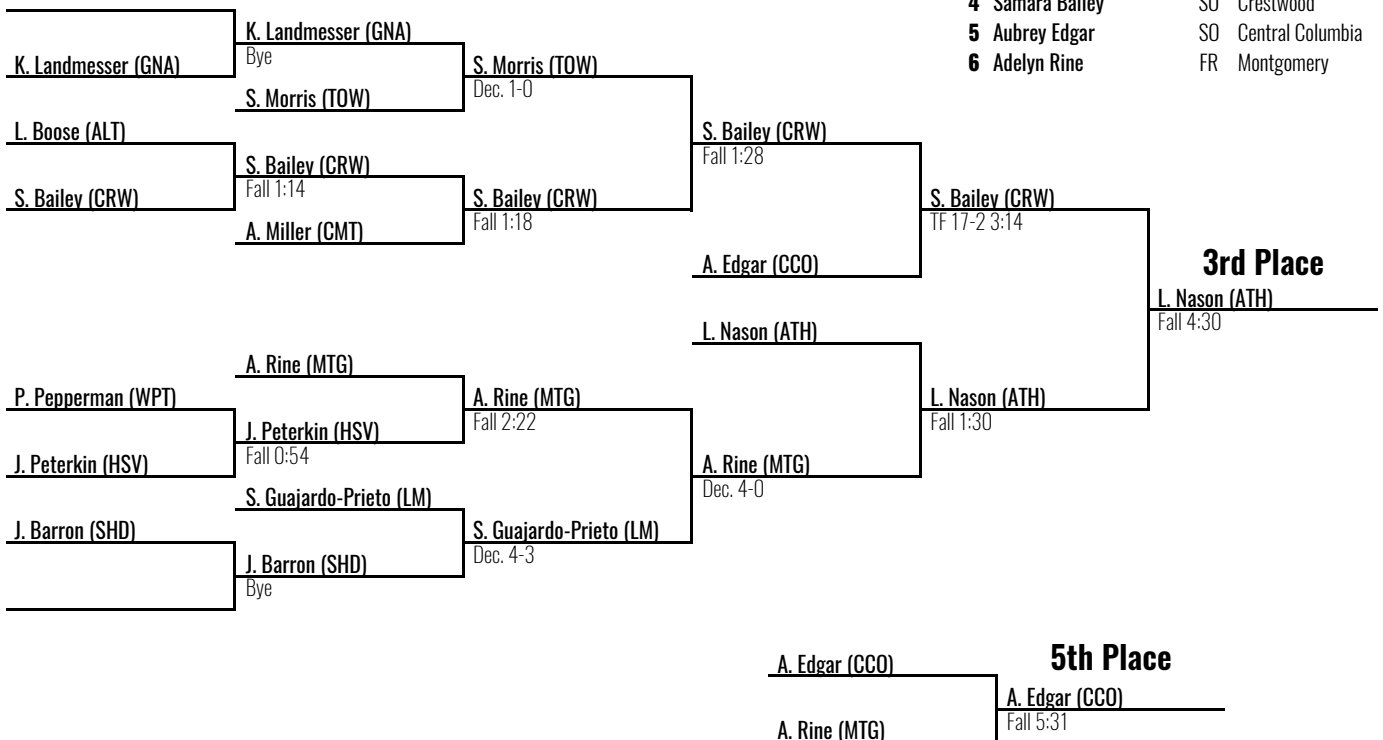 4 Samara Bailey SO Crestwood
5 Aubrey Edgar SO Central Columbia
6 Adelyn Rine FR Montgomery
K. Landmesser (GNA)
K. Landmesser (GNA)
Bye
S. Morris (TOW)
S. Morris (TOW)
Dec. 1-0
L. Boose (ALT)
S. Bailey (CRW)
S. Bailey (CRW)
Fall 1:14
A. Miller (CMT)
S. Bailey (CRW)
Fall 1:18
S. Bailey (CRW)
Fall 1:28
A. Edgar (CCO)
S. Bailey (CRW)
TF 17-2 3:14
3rd Place
L. Nason (ATH)
Fall 4:30
L. Nason (ATH)
L. Nason (ATH)
Fall 1:30
A. Rine (MTG)
P. Pepperman (WPT)
J. Peterkin (HSV)
J. Peterkin (HSV)
Fall 0:54
A. Rine (MTG)
Fall 2:22
A. Rine (MTG)
Dec. 4-0
S. Guajardo-Prieto (LM)
J. Barron (SHD)
J. Barron (SHD)
Bye
S. Guajardo-Prieto (LM)
Dec. 4-3
5th Place
A. Edgar (CCO)
A. Edgar (CCO)
Fall 5:31
A. Rine (MTG)